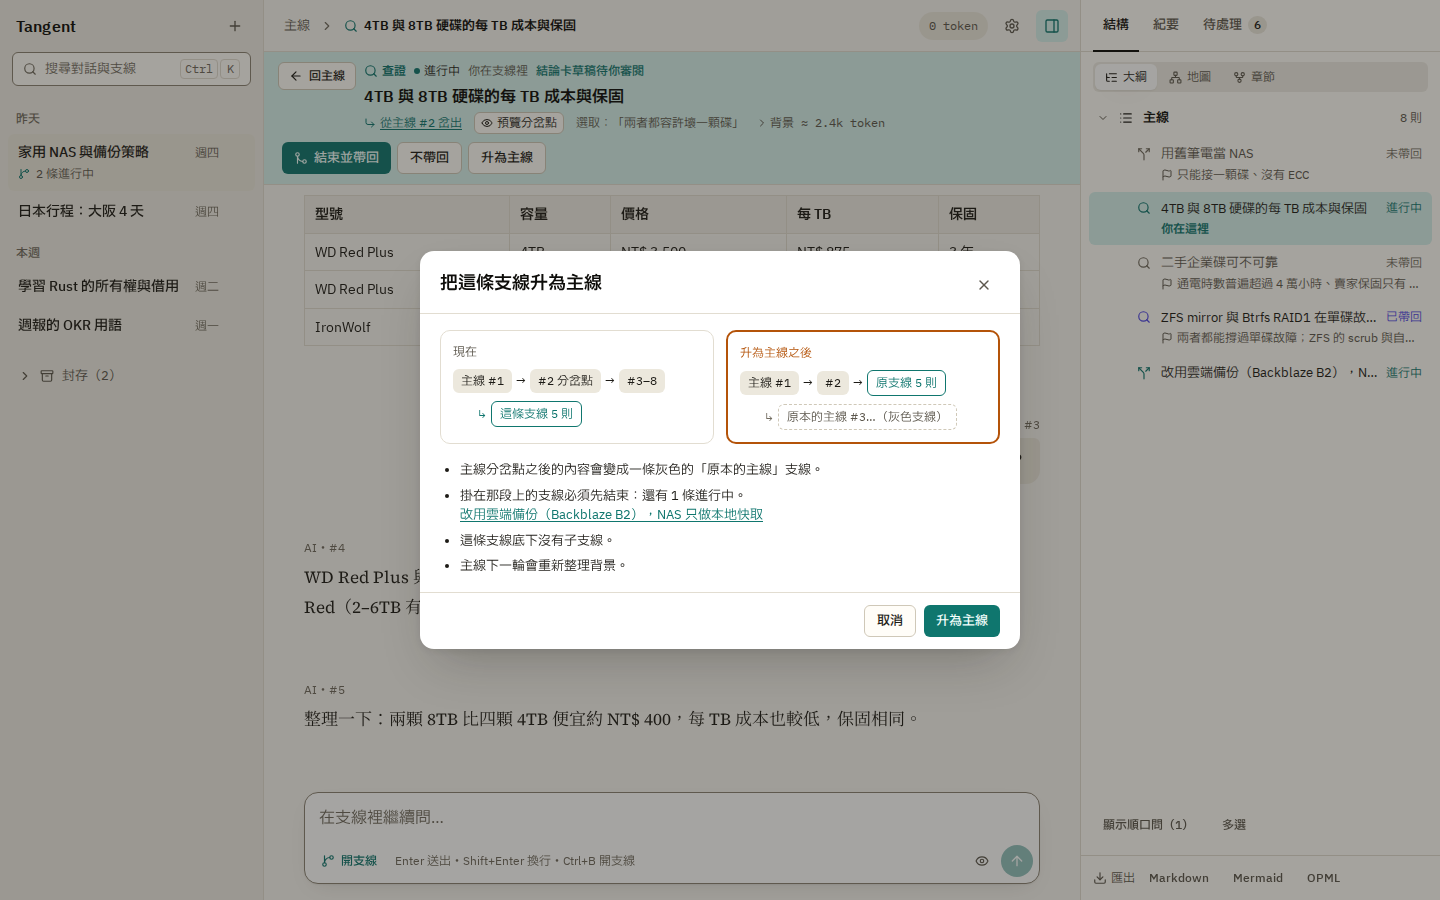 Tangent
搜尋對話與支線
Ctrl K
昨天
家用 NAS 與備份策略 週四
2 條進行中
日本行程：大阪 4 天 週四
本週
學習 Rust 的所有權與借用 週二
週報的 OKR 用語 週一
封存（2）
主線 4TB 與 8TB 硬碟的每 TB 成本與保固
0 token
回主線
查證 進行中 你在支線裡 結論卡草稿待你審閱
4TB 與 8TB 硬碟的每 TB 成本與保固
從主線 #2 岔出 預覽分岔點 選取：「兩者都容許壞一顆碟」 背景 ≈ 2.4k token
結束並帶回 不帶回 升為主線
型號 容量 價格 每 TB 保固
WD Red Plus
WD Red Plus
IronWolf
#3
AI · #4
WD Red Plus
Red（2–6TB 有
AI · #5
整理一下：兩顆 8TB 比四顆 4TB 便宜約 NT$ 400，每 TB 成本也較低，保固相同。
在支線裡繼續問…
開支線 Enter 送出 · Shift+Enter 換行 · Ctrl+B 開支線
把這條支線升為主線
現在
主線 #1 → #2 分岔點 → #3–8
↳ 這條支線 5 則
升為主線之後
主線 #1 → #2 → 原支線 5 則
↳ 原本的主線 #3…（灰色支線）
• 主線分岔點之後的內容會變成一條灰色的「原本的主線」支線。
• 掛在那段上的支線必須先結束：還有 1 條進行中。
改用雲端備份（Backblaze B2），NAS 只做本地快取
• 這條支線底下沒有子支線。
• 主線下一輪會重新整理背景。
取消 升為主線
結構 紀要 待處理 6
大綱 地圖 章節
主線 8 則
用舊筆電當 NAS 未帶回
只能接一顆碟、沒有 ECC
4TB 與 8TB 硬碟的每 TB 成本與保固 進行中
你在這裡
二手企業碟可不可靠 未帶回
通電時數普遍超過 4 萬小時、賣家保固只有 …
ZFS mirror 與 Btrfs RAID1 在單碟故… 已帶回
兩者都能撐過單碟故障；ZFS 的 scrub 與自…
改用雲端備份（Backblaze B2），N… 進行中
顯示順口問（1） 多選
匯出 Markdown Mermaid OPML